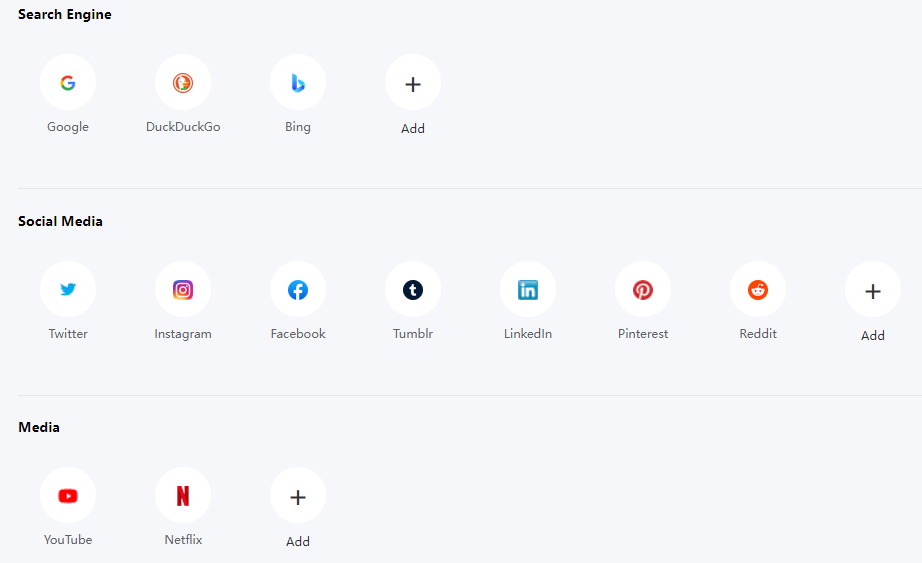 Search Engine
Google DuckDuckGo Bing Add
Social Media
Twitter Instagram Facebook Tumblr LinkedIn Pinterest Reddit Add
Media
YouTube Netflix Add